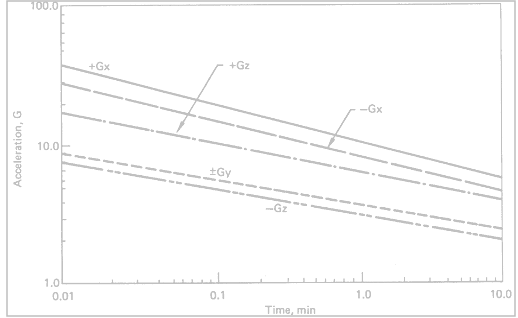 100.0
+Gx
+Gz
−Gx
Acceleration, G
10.0
±Gy
−Gz
1.0
0.01
0.1
1.0
10.0
Time, min